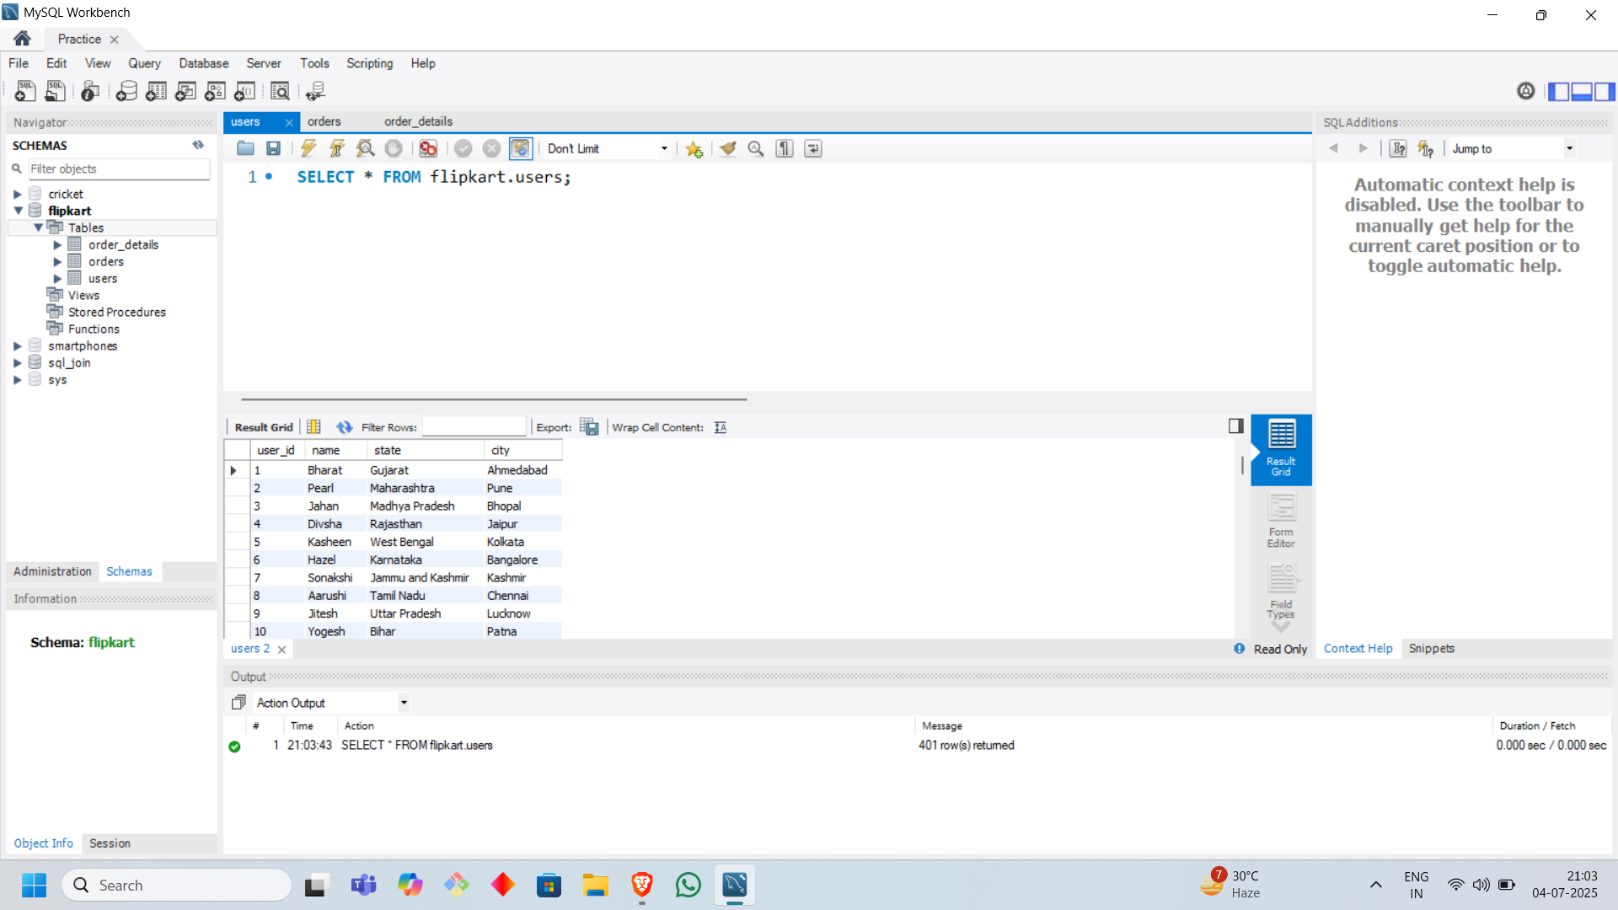 MySQL Workbench
Practice
File Edit View Query Database Server Tools Scripting Help
Navigator
SCHEMAS
Filter objects
cricket
flipkart
Tables
order_details
orders
users
Views
Stored Procedures
Functions
smartphones
sql_join
sys
Administration Schemas
Information
Schema: flipkart
Object Info Session
users orders order_details
Don't Limit
1 SELECT * FROM flipkart.users;
Result Grid Filter Rows: Export: Wrap Cell Content:
user_id name state city
1 Bharat Gujarat Ahmedabad
2 Pearl Maharashtra Pune
3 Jahan Madhya Pradesh Bhopal
4 Divsha Rajasthan Jaipur
5 Kasheen West Bengal Kolkata
6 Hazel Karnataka Bangalore
7 Sonakshi Jammu and Kashmir Kashmir
8 Aarushi Tamil Nadu Chennai
9 Jitesh Uttar Pradesh Lucknow
10 Yogesh Bihar Patna
Result
Grid
Form
Editor
Field
Types
users 2
Read Only
Output
Action Output
# Time Action Message Duration / Fetch
1 21:03:43 SELECT * FROM flipkart.users 401 row(s) returned 0.000 sec / 0.000 sec
SQLAdditions
Jump to
Automatic context help is
disabled. Use the toolbar to
manually get help for the
current caret position or to
toggle automatic help.
Context Help Snippets
Search
7
30°C
Haze
ENG
IN
21:03
04-07-2025